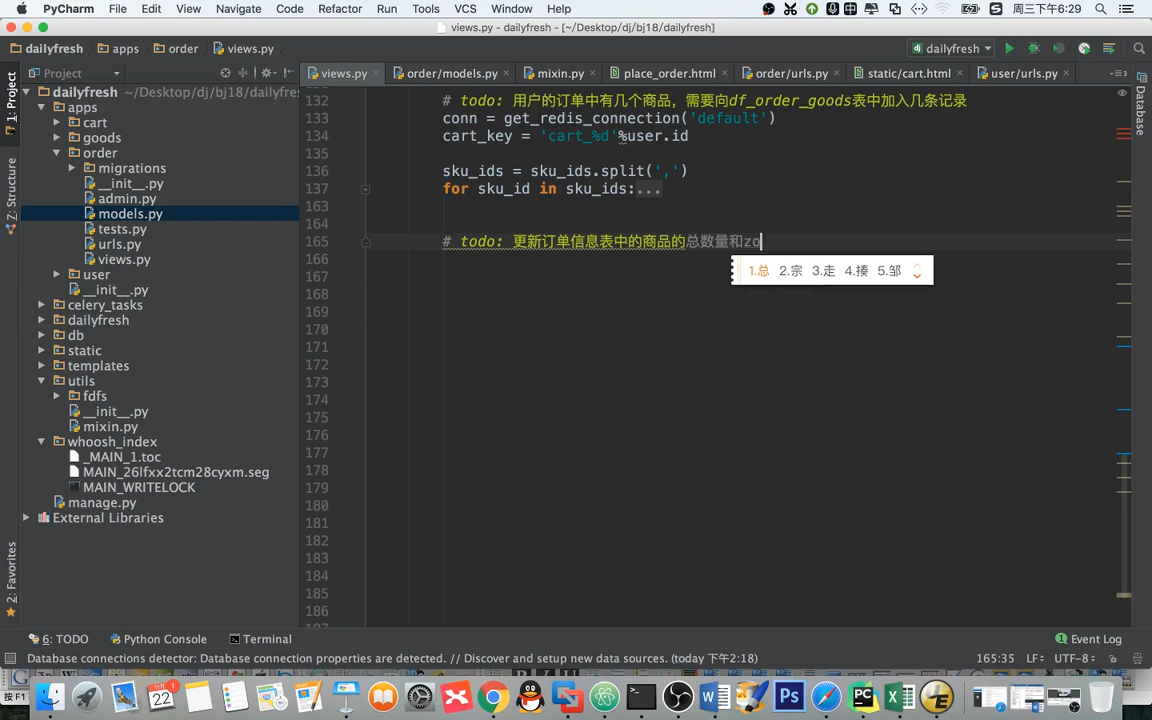 PyCharm File Edit View Navigate Code Refactor Run Tools VCS Window Help 周三下午6:29
views.py - dailyfresh - [~/Desktop/dj/bj18/dailyfresh]
dailyfresh apps order views.py dailyfresh
Project views.py order/models.py mixin.py place_order.html order/urls.py static/cart.html user/urls.py
1: Project
Z: Structure
2: Favorites
Database
dailyfresh ~/Desktop/dj/bj18/dailyfres
apps
cart
goods
order
migrations
__init__.py
admin.py
models.py
tests.py
urls.py
views.py
user
__init__.py
celery_tasks
dailyfresh
db
static
templates
utils
fdfs
__init__.py
mixin.py
whoosh_index
_MAIN_1.toc
MAIN_26lfxx2tcm28cyxm.seg
MAIN_WRITELOCK
manage.py
External Libraries
132 # todo: 用户的订单中有几个商品，需要向df_order_goods表中加入几条记录
133 conn = get_redis_connection('default')
134 cart_key = 'cart_%d'%user.id
135
136 sku_ids = sku_ids.split(',')
137 for sku_id in sku_ids:...
163
164
165 # todo: 更新订单信息表中的商品的总数量和zo
1.总 2.宗 3.走 4.揍 5.邹
166
167
168
169
170
171
172
173
174
175
176
177
178
179
180
181
182
183
184
185
186
6: TODO Python Console Terminal 1 Event Log
Database connections detector: Database connection properties are detected. // Discover and setup new data sources. (today 下午2:18) 165:35 LF÷ UTF-8÷
按F1
22